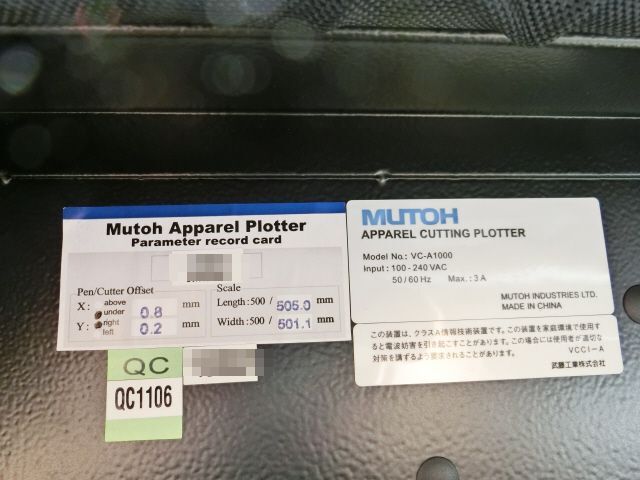 Mutoh Apparel Plotter
Parameter record card
Pen/Cutter Offset
X: above under 0.8 mm
Y: right left 0.2 mm
Scale
Length: 500 / 505.0 mm
Width: 500 / 501.1 mm
QC
QC1106
MUTOH
APPAREL CUTTING PLOTTER
Model No.: VC-A1000
Input: 100-240 VAC
50/60 Hz Max.: 3 A
MUTOH INDUSTRIES LTD.
MADE IN CHINA
この装置は、クラスA情報技術装置です。この装置を家庭環境で使用す
ると電波妨害を引き起こすことがあります。この場合には使用者が適切な
対策を講ずるよう要求されることがあります。
VCCI-A
武藤工業株式会社